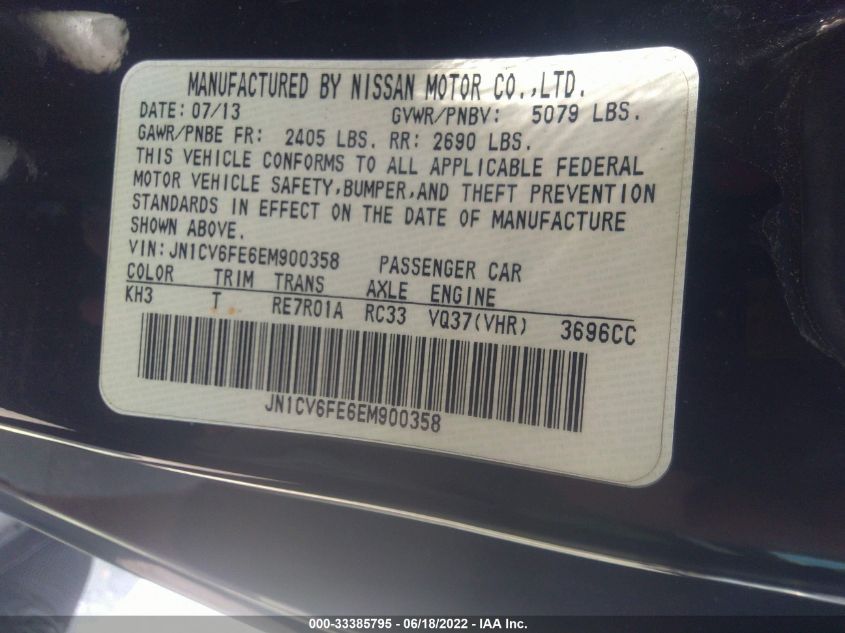 MANUFACTURED BY NISSAN MOTOR CO.,LTD.
DATE: 07/13 GVWR/PNBV: 5079 LBS.
GAWR/PNBE FR: 2405 LBS. RR: 2690 LBS.
THIS VEHICLE CONFORMS TO ALL APPLICABLE FEDERAL
MOTOR VEHICLE SAFETY,BUMPER,AND THEFT PREVENTION
STANDARDS IN EFFECT ON THE DATE OF MANUFACTURE
SHOWN ABOVE.
VIN:JN1CV6FE6EM900358 PASSENGER CAR
COLOR TRIM TRANS AXLE ENGINE
KH3 T RE7R01A RC33 VQ37(VHR) 3696CC
JN1CV6FE6EM900358
000-33385795 - 06/18/2022 - IAA Inc.